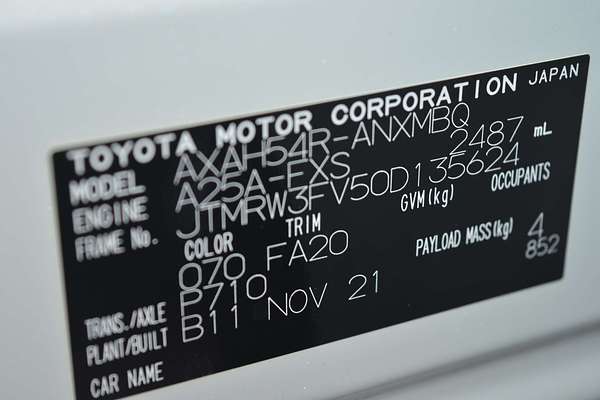 TOYOTA MOTOR CORPORATION JAPAN
MODEL AXAH54R-ANXMBQ
ENGINE A25A-FXS 2487 mL
FRAME No. JTMRW3FV50D135624
COLOR TRIM GVM(kg) OCCUPANTS
070 FA20 PAYLOAD MASS(kg) 4
852
TRANS./AXLE P710
PLANT/BUILT B11 NOV 21
CAR NAME